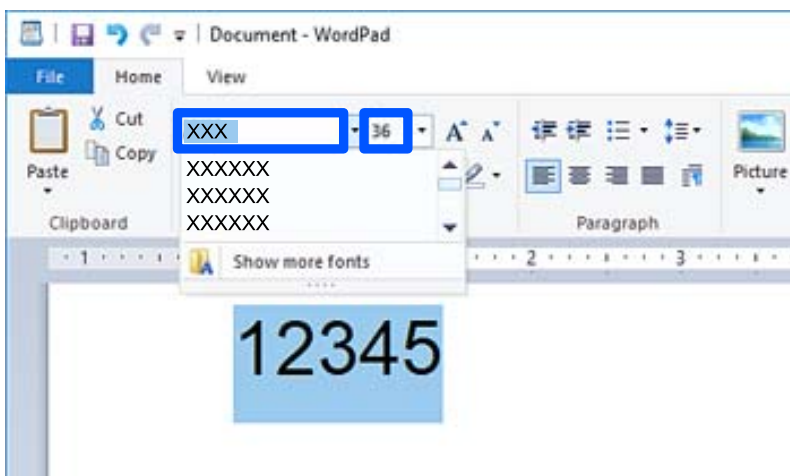 Document - WordPad
File Home View
Cut
Copy
Paste
Clipboard
XXX 36 A A
XXXXXX
XXXXXX
XXXXXX
Show more fonts
Paragraph
Picture
1 2 3
12345